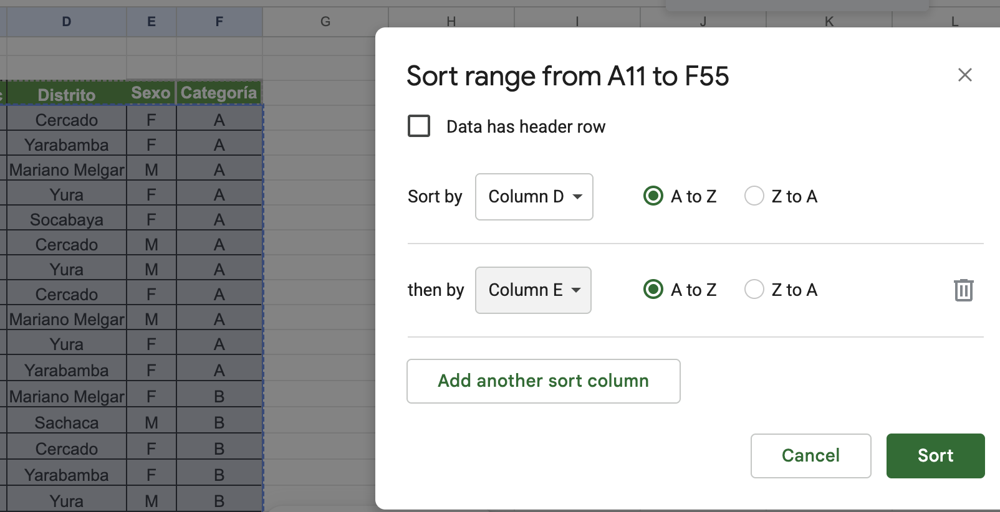 D E F G H I J K L
Distrito Sexo Categoría
Cercado F A
Yarabamba F A
Mariano Melgar M A
Yura F A
Socabaya F A
Cercado M A
Yura M A
Cercado F A
Mariano Melgar M A
Yura F A
Yarabamba F A
Mariano Melgar F B
Sachaca M B
Cercado F B
Yarabamba F B
Yura M B
Sort range from A11 to F55
Data has header row
Sort by Column D A to Z Z to A
then by Column E A to Z Z to A
Add another sort column
Cancel Sort